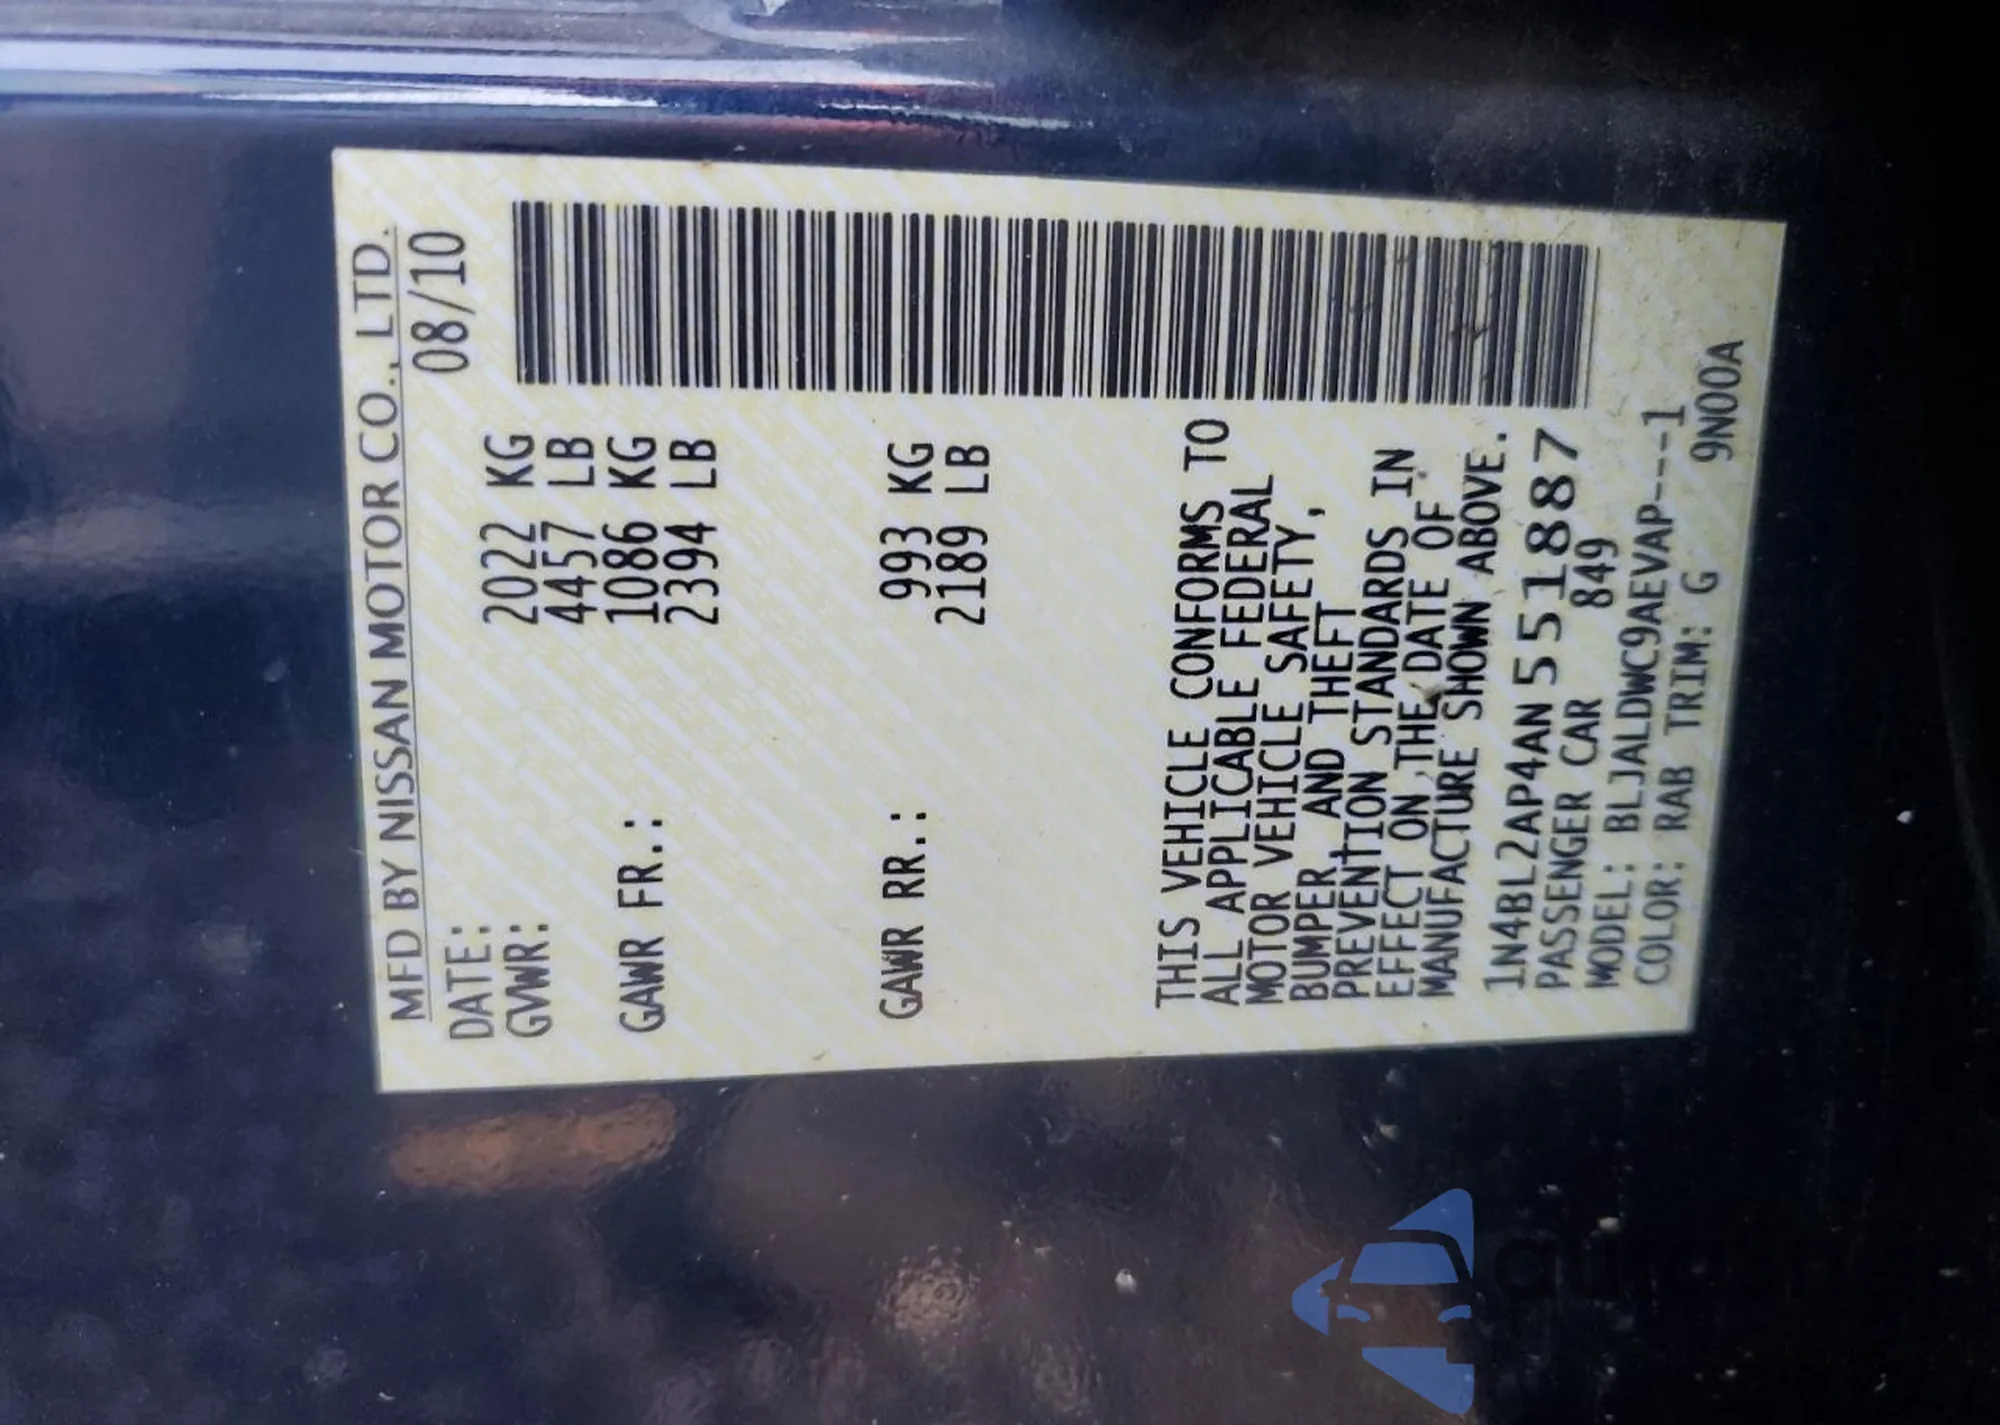 MFD BY NISSAN MOTOR CO., LTD.
DATE: 08/10
GVWR: 2022 KG
4457 LB
GAWR FR.: 1086 KG
2394 LB
GAWR RR.: 993 KG
2189 LB
THIS VEHICLE CONFORMS TO
ALL APPLICABLE FEDERAL
MOTOR VEHICLE SAFETY,
BUMPER, AND THEFT
PREVENTION STANDARDS IN
EFFECT ON THE DATE OF
MANUFACTURE SHOWN ABOVE.
1N4BL2AP4AN551887
PASSENGER CAR 849
MODEL: BLJALDWC9AEVAP---1
COLOR: RAB TRIM: G
9N00A